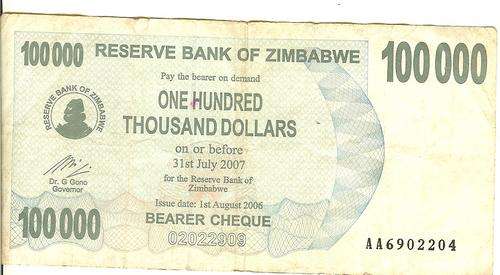 100 000 RESERVE BANK OF ZIMBABWE 100 000
Pay the bearer on demand
ONE HUNDRED
THOUSAND DOLLARS
on or before
31st July 2007
for the Reserve Bank of
Zimbabwe
RESERVE BANK OF ZIMBABWE
Dr. G Gono
Governor
Issue date: 1st August 2006
100 000 BEARER CHEQUE
02022909
AA6902204